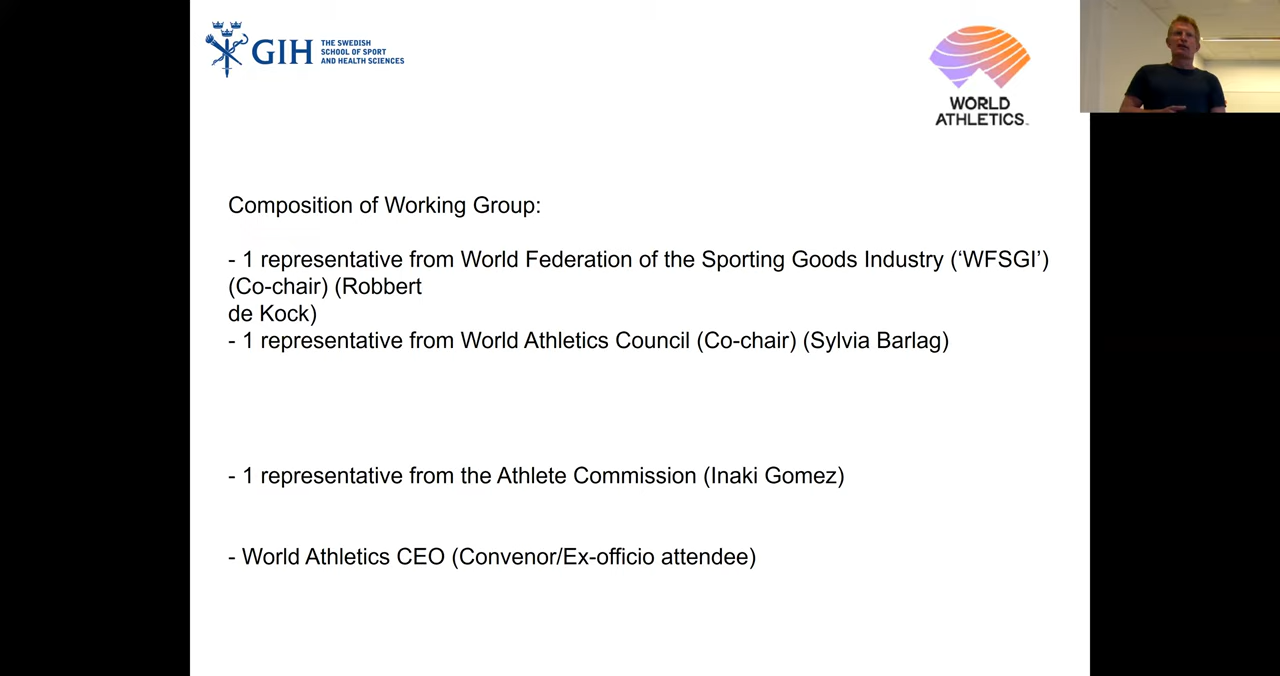 GIH
THE SWEDISH
SCHOOL OF SPORT
AND HEALTH SCIENCES
WORLD
ATHLETICS™
Composition of Working Group:
- 1 representative from World Federation of the Sporting Goods Industry (‘WFSGI’)
(Co-chair) (Robbert
de Kock)
- 1 representative from World Athletics Council (Co-chair) (Sylvia Barlag)
- 1 representative from the Athlete Commission (Inaki Gomez)
- World Athletics CEO (Convenor/Ex-officio attendee)